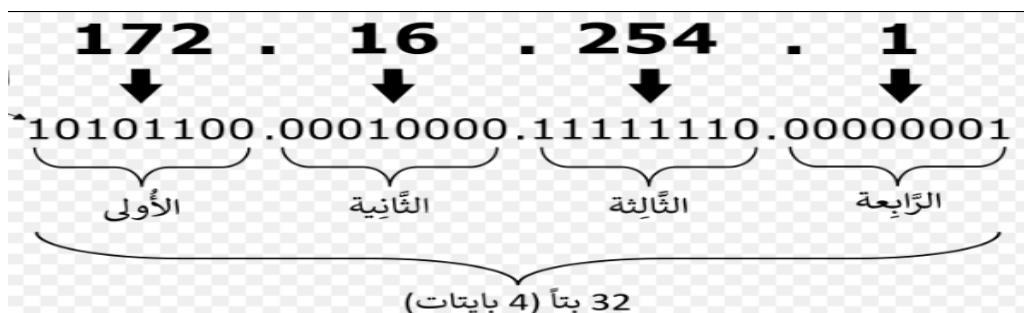 172 . 16 . 254 . 1
10101100.00010000.11111110.00000001
الأُولى الثَّانِية الثَّالِثة الرَّابِعة
32 بتاً (4 بايتات)